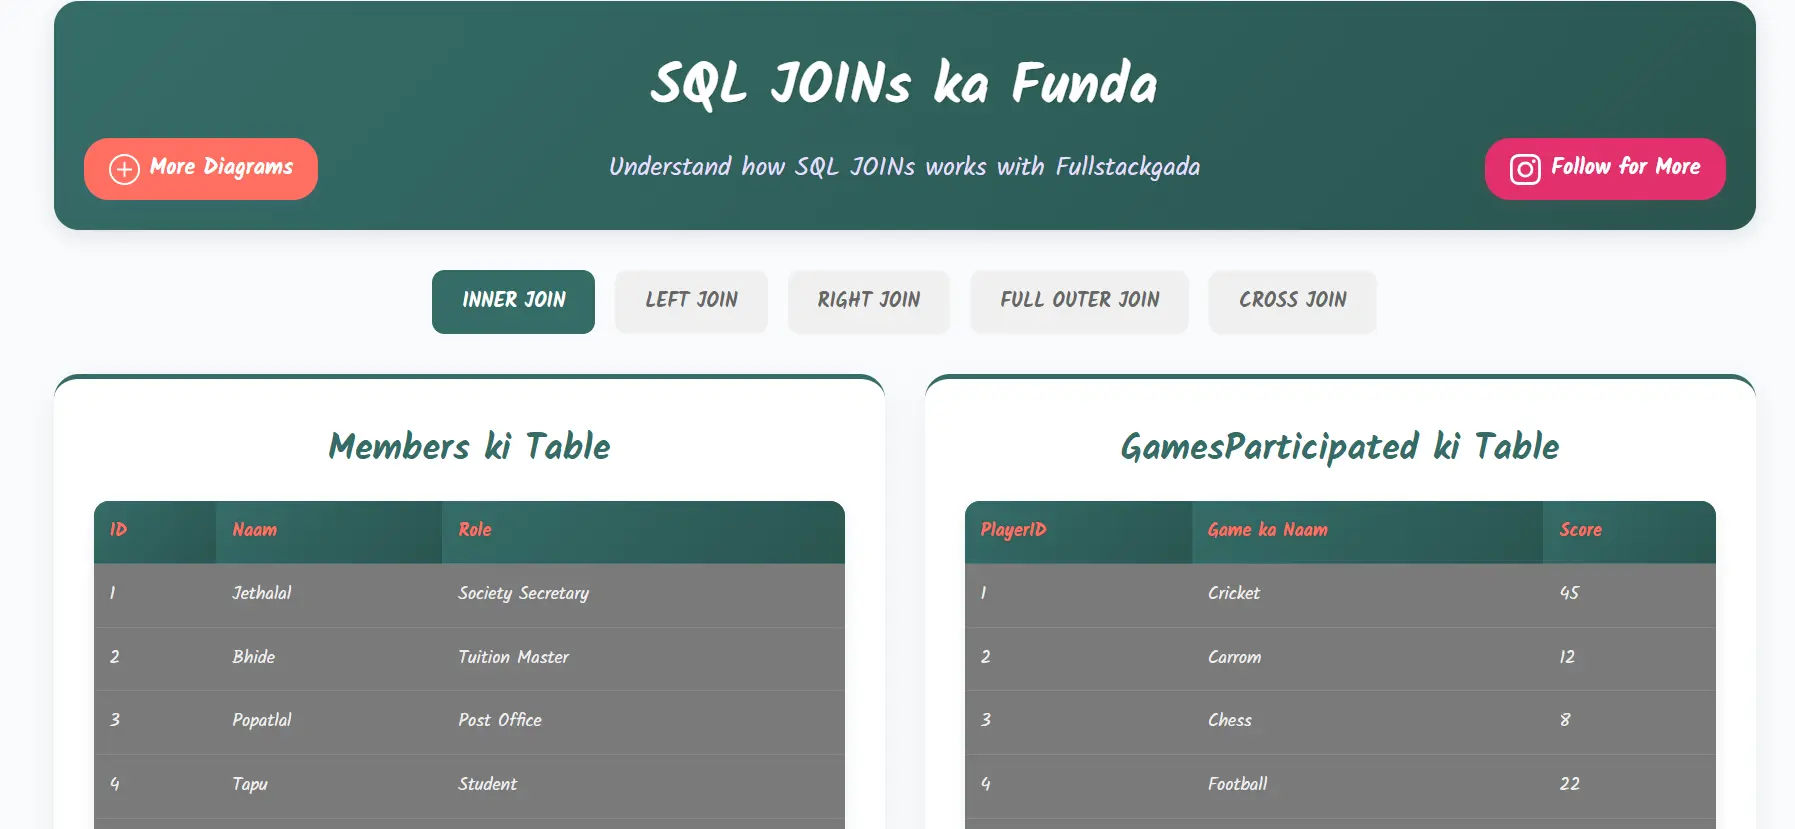 SQL JOINs ka Funda
More Diagrams
Understand how SQL JOINs works with Fullstackgada
Follow for More
INNER JOIN
LEFT JOIN
RIGHT JOIN
FULL OUTER JOIN
CROSS JOIN
Members ki Table
ID Naam Role
1 Jethalal Society Secretary
2 Bhide Tuition Master
3 Popatlal Post Office
4 Tapu Student
GamesParticipated ki Table
PlayerID Game ka Naam Score
1 Cricket 45
2 Carrom 12
3 Chess 8
4 Football 22